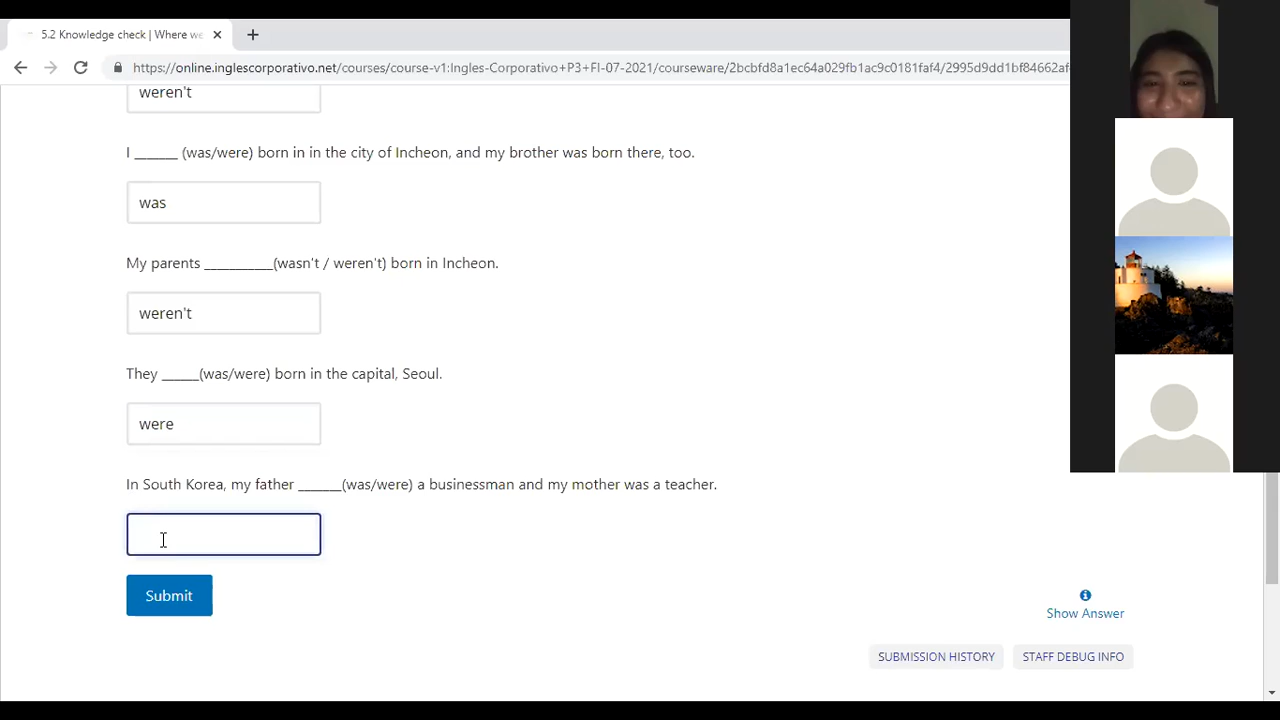 5.2 Knowledge check | Where we
https://online.inglescorporativo.net/courses/course-v1:Ingles-Corporativo+P3+FI-07-2021/courseware/2bcbfd8a1ec64a029fb1ac9c0181faf4/2995d9dd1bf84662af
weren't
I _______ (was/were) born in in the city of Incheon, and my brother was born there, too.
was
My parents ___________(wasn't / weren't) born in Incheon.
weren't
They ______(was/were) born in the capital, Seoul.
were
In South Korea, my father _______(was/were) a businessman and my mother was a teacher.
Submit
Show Answer
SUBMISSION HISTORY STAFF DEBUG INFO